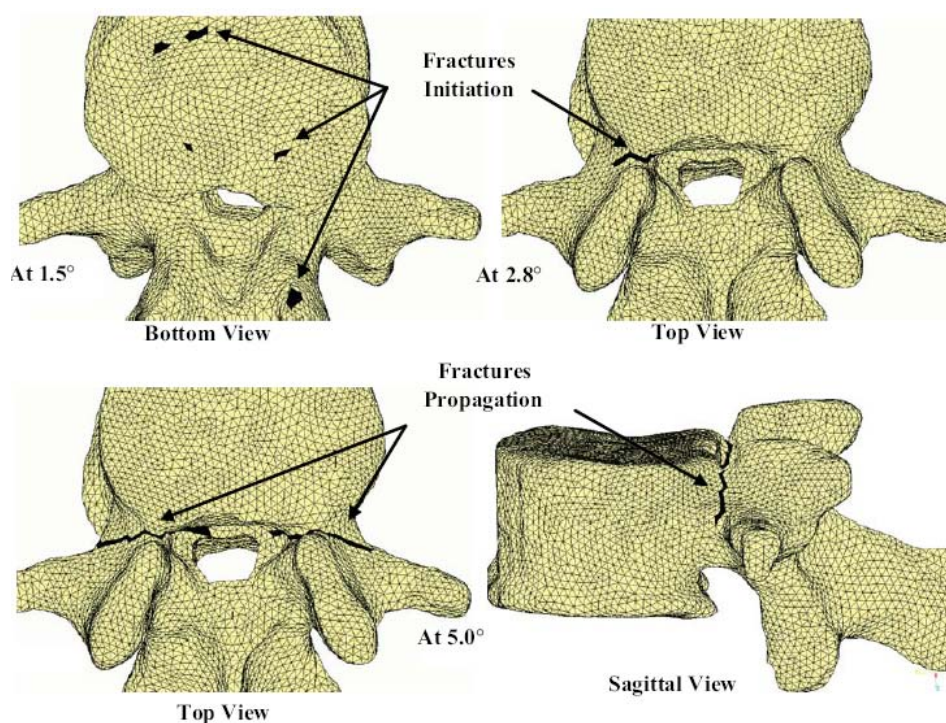 Fractures
Initiation
At 1.5°
Bottom View
At 2.8°
Top View
Fractures
Propagation
At 5.0°
Top View
Sagittal View